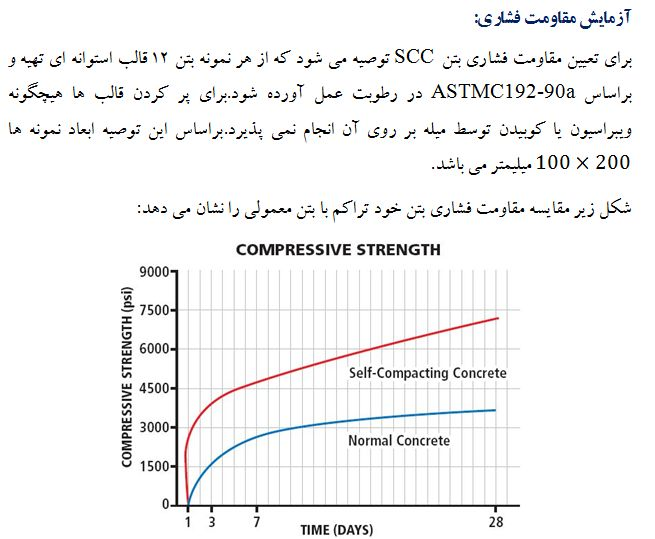 آزمایش مقاومت فشاری:
برای تعیین مقاومت فشاری بتن SCC توصیه می شود که از هر نمونه بتن ۱۲ قالب استوانه ای تهیه و
براساس ASTMC192-90a در رطوبت عمل آورده شود.برای پر کردن قالب ها هیچگونه
ویبراسیون یا کوبیدن توسط میله بر روی آن انجام نمی پذیرد.براساس این توصیه ابعاد نمونه ها
100 × 200 میلیمتر می باشد.
شکل زیر مقایسه مقاومت فشاری بتن خود تراکم با بتن معمولی را نشان می دهد:
COMPRESSIVE STRENGTH
COMPRESSIVE STRENGTH (psi)
9000
7500
6000
4500
3000
1500
0
Self-Compacting Concrete
Normal Concrete
1 3 7 28
TIME (DAYS)